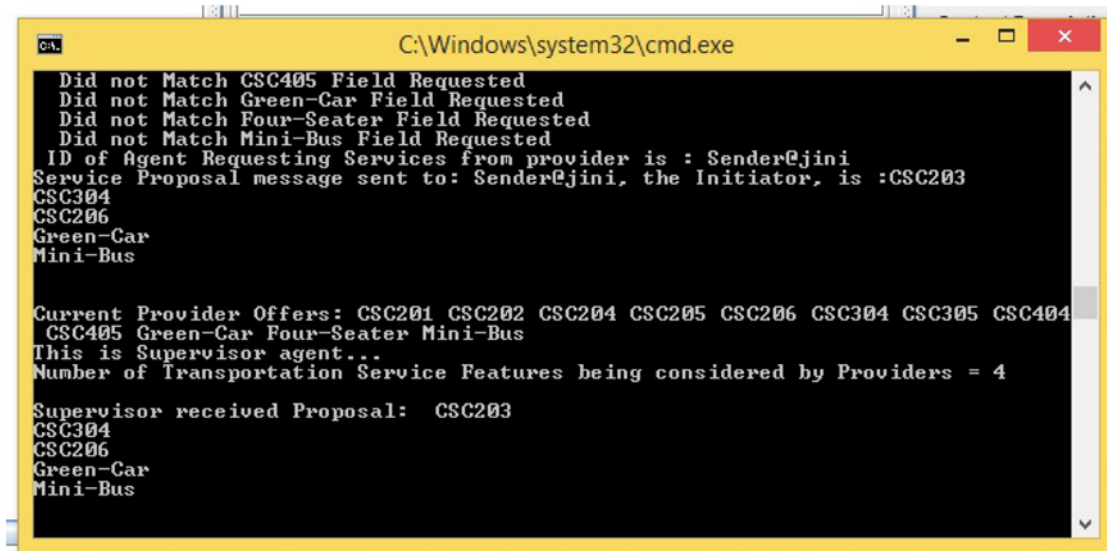 C:\Windows\system32\cmd.exe
Did not Match CSC405 Field Requested
Did not Match Green-Car Field Requested
Did not Match Four-Seater Field Requested
Did not Match Mini-Bus Field Requested
ID of Agent Requesting Services from provider is : Sender@jini
Service Proposal message sent to: Sender@jini, the Initiator, is :CSC203
CSC304
CSC206
Green-Car
Mini-Bus
Current Provider Offers: CSC201 CSC202 CSC204 CSC205 CSC206 CSC304 CSC305 CSC404
CSC405 Green-Car Four-Seater Mini-Bus
This is Supervisor agent...
Number of Transportation Service Features being considered by Providers = 4
Supervisor received Proposal: CSC203
CSC304
CSC206
Green-Car
Mini-Bus